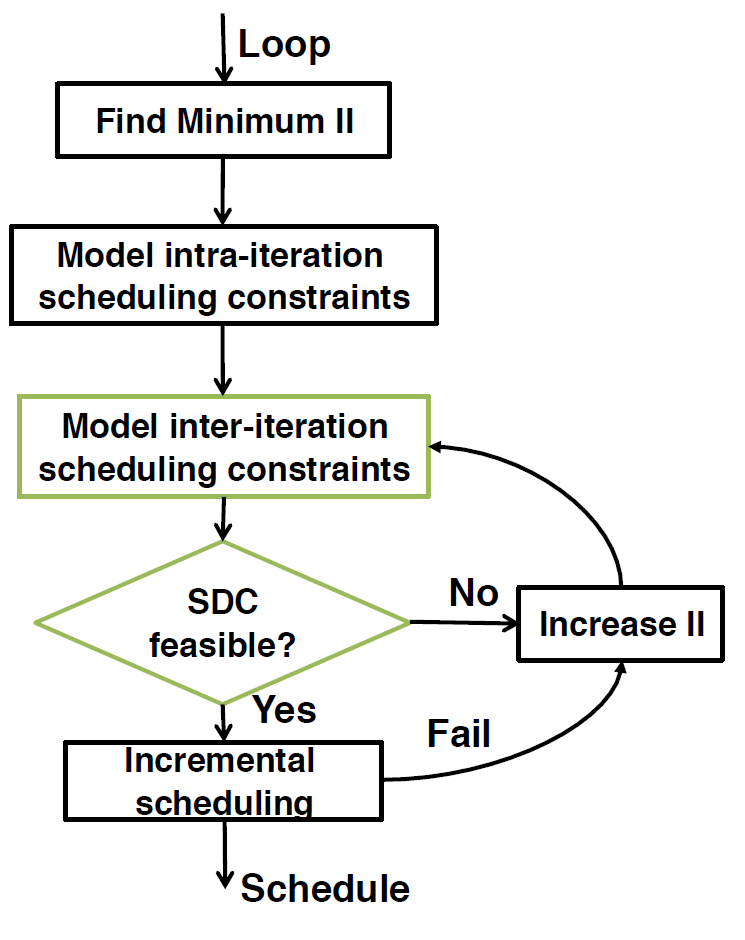 Loop
Find Minimum II
Model intra-iteration
scheduling constraints
Model inter-iteration
scheduling constraints
SDC
feasible?
No
Increase II
Yes
Fail
Incremental
scheduling
Schedule